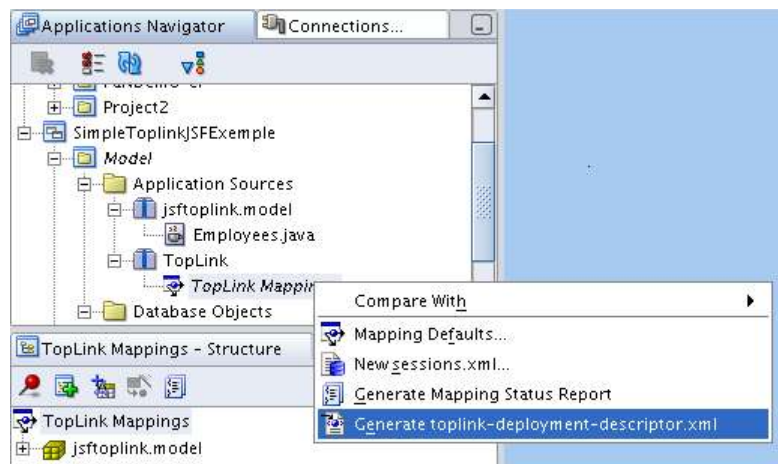 Applications Navigator
Connections...
Project2
SimpleToplinkJSFExemple
Model
Application Sources
jsftoplink.model
Employees.java
TopLink
TopLink Mappin
Database Objects
Compare With
Mapping Defaults...
New sessions.xml...
Generate Mapping Status Report
Generate toplink-deployment-descriptor.xml
TopLink Mappings - Structure
TopLink Mappings
jsftoplink.model